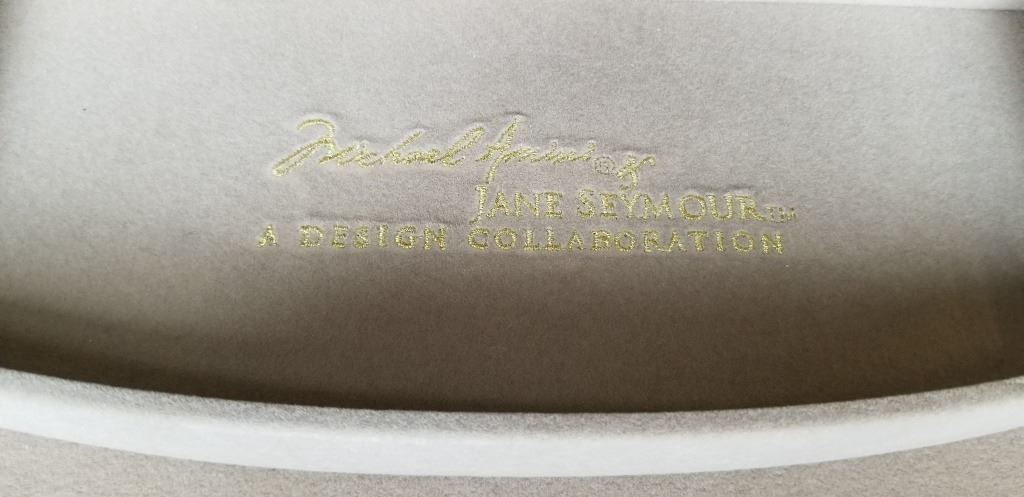 Michael Amini® &
JANE SEYMOUR™
A DESIGN COLLABORATION